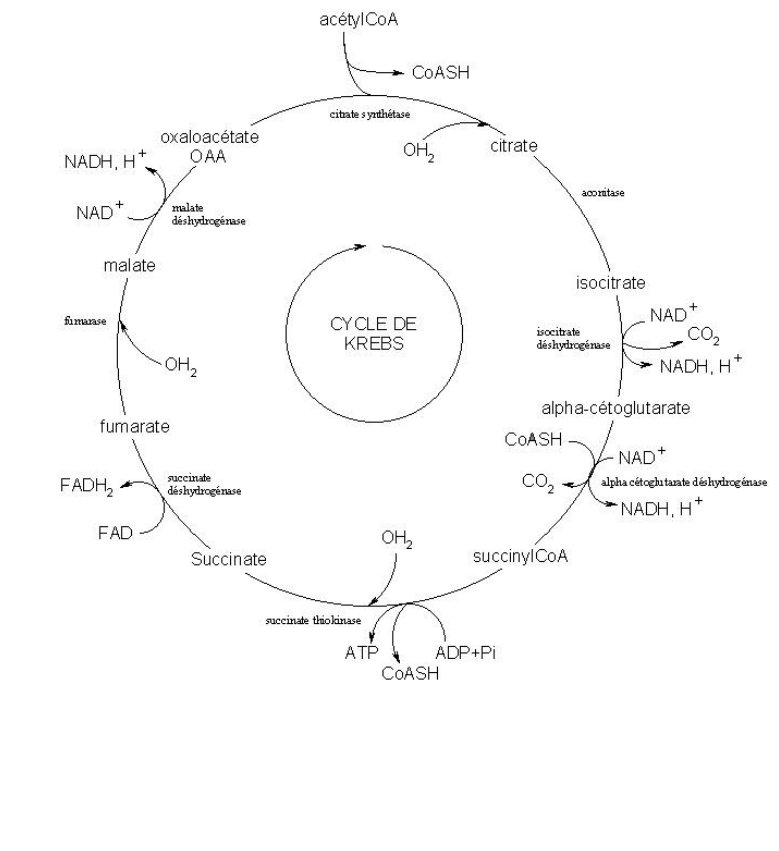 acétylCoA
CoASH
citrate synthétase
oxaloacétate
OAA
OH2
citrate
NADH, H+
NAD+
malate
déshydrogénase
aconitase
malate
isocitrate
fumarase
CYCLE DE
KREBS
isocitrate
déshydrogénase
NAD+
CO2
NADH, H+
OH2
alpha-cétoglutarate
fumarate
CoASH
NAD+
CO2
alpha cétoglutarate déshydrogénase
NADH, H+
FADH2
succinate
déshydrogénase
FAD
OH2
Succinate
succinylCoA
succinate thiokinase
ATP
ADP+Pi
CoASH